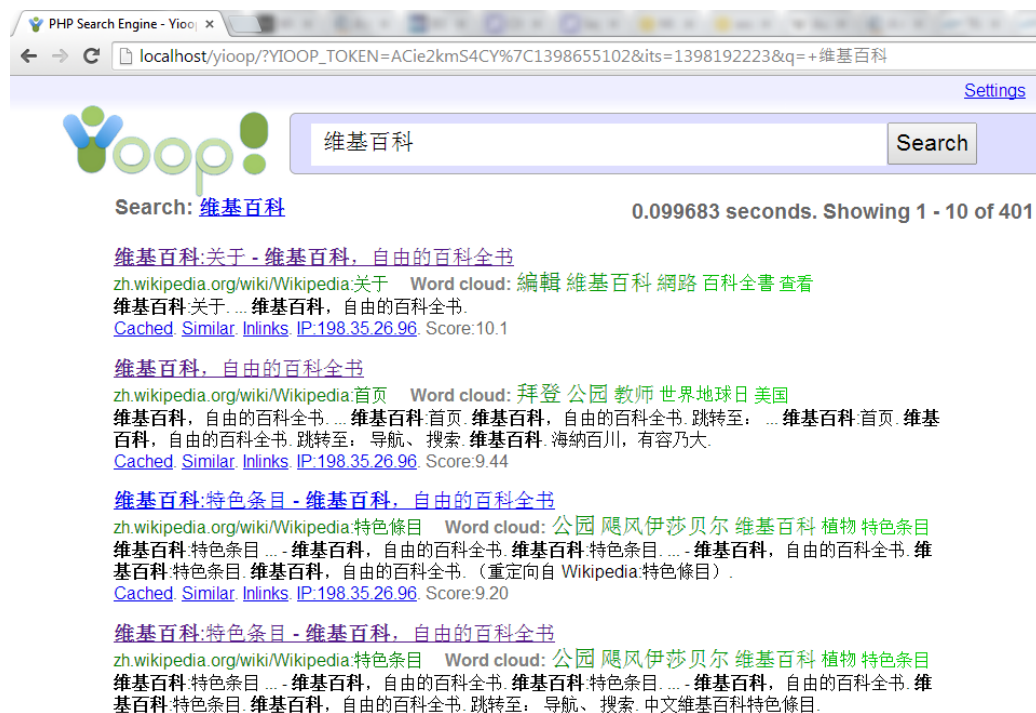 PHP Search Engine - Yioo
localhost/yioop/?YIOOP_TOKEN=ACie2kmS4CY%7C1398655102&its=1398192223&q=+维基百科
Settings
Yioop!
维基百科 Search
Search: 维基百科 0.099683 seconds. Showing 1 - 10 of 401
维基百科:关于 - 维基百科，自由的百科全书
zh.wikipedia.org/wiki/Wikipedia:关于 Word cloud: 編輯 維基百科 網路 百科全書 查看
维基百科:关于. ... 维基百科，自由的百科全书.
Cached. Similar. Inlinks. IP:198.35.26.96. Score:10.1
维基百科，自由的百科全书
zh.wikipedia.org/wiki/Wikipedia:首页 Word cloud: 拜登 公园 教师 世界地球日 美国
维基百科，自由的百科全书. ... 维基百科:首页. 维基百科，自由的百科全书. 跳转至： ... 维基百科:首页. 维基
百科，自由的百科全书. 跳转至： 导航、 搜索. 维基百科. 海纳百川，有容乃大.
Cached. Similar. Inlinks. IP:198.35.26.96. Score:9.44
维基百科:特色条目 - 维基百科，自由的百科全书
zh.wikipedia.org/wiki/Wikipedia:特色條目 Word cloud: 公园 飓风伊莎贝尔 维基百科 植物 特色条目
维基百科:特色条目 ... - 维基百科，自由的百科全书. 维基百科:特色条目. ... - 维基百科，自由的百科全书. 维
基百科:特色条目. 维基百科，自由的百科全书. （重定向自 Wikipedia:特色條目）.
Cached. Similar. Inlinks. IP:198.35.26.96. Score:9.20
维基百科:特色条目 - 维基百科，自由的百科全书
zh.wikipedia.org/wiki/Wikipedia:特色条目 Word cloud: 公园 飓风伊莎贝尔 维基百科 植物 特色条目
维基百科:特色条目 ... - 维基百科，自由的百科全书. 维基百科:特色条目. ... - 维基百科，自由的百科全书. 维
基百科:特色条目. 维基百科，自由的百科全书. 跳转至： 导航、 搜索. 中文維基百科特色條目.